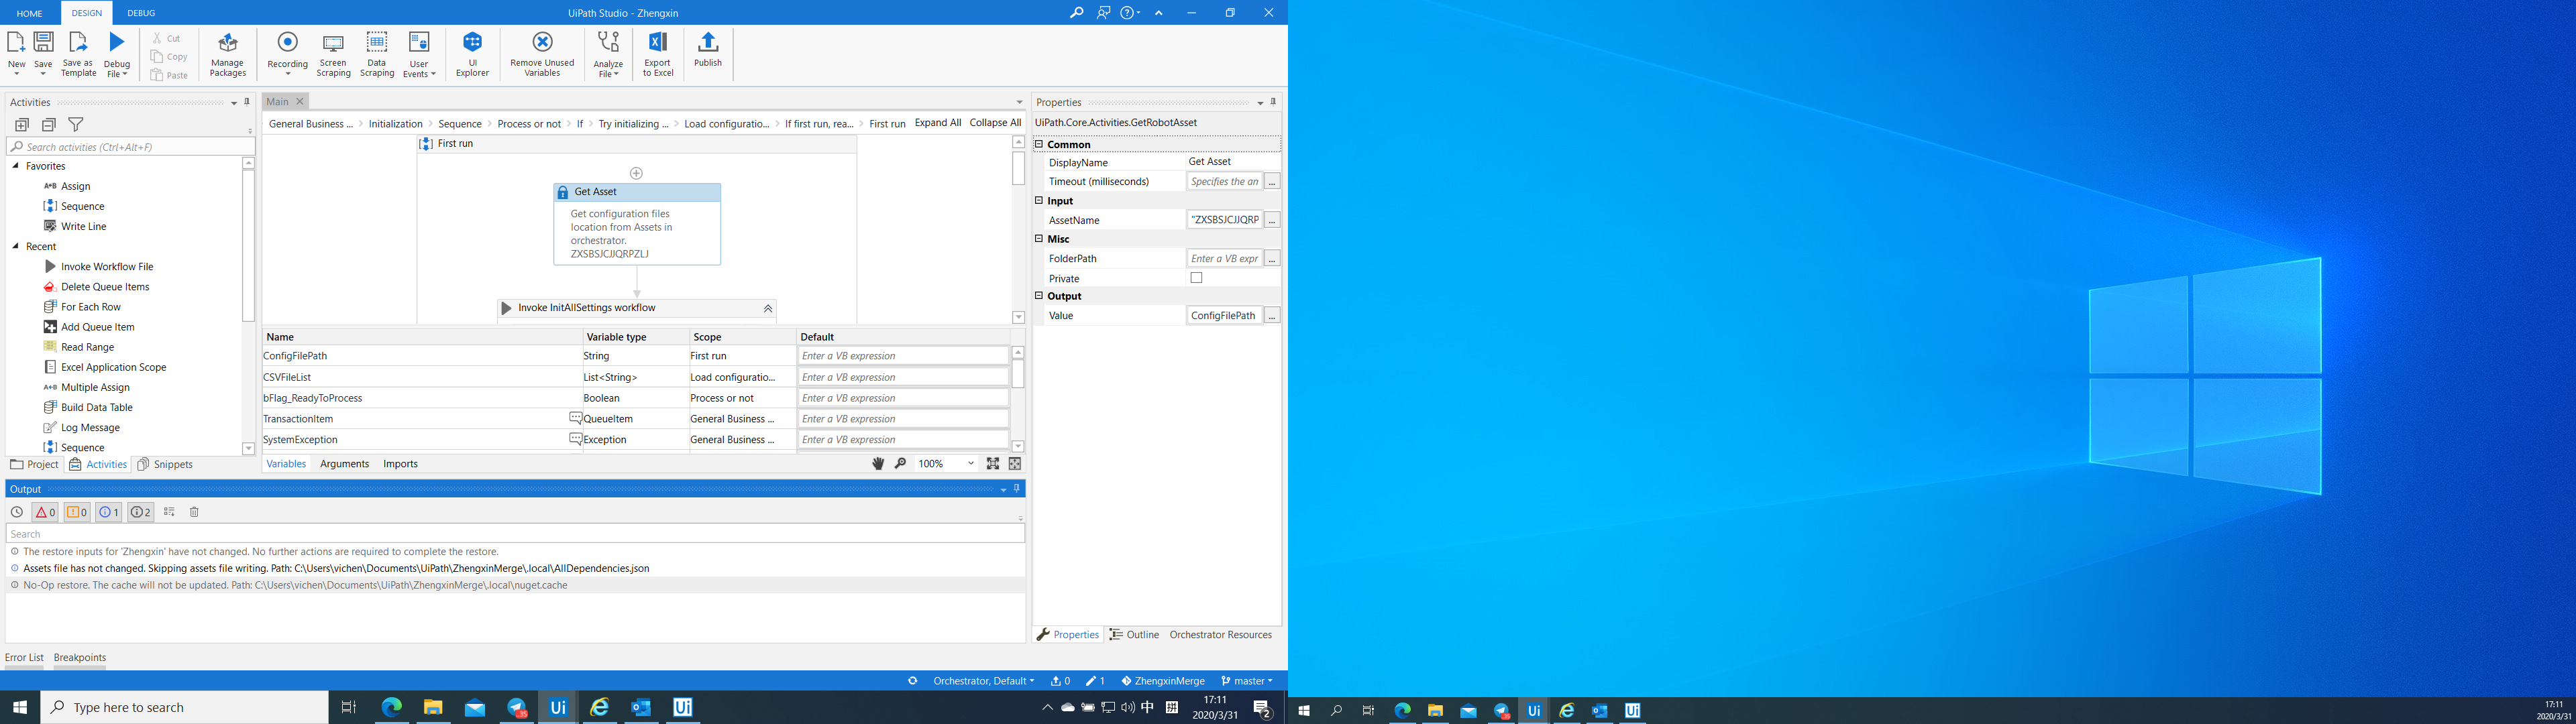 HOME DESIGN DEBUG UiPath Studio - Zhengxin
New Save Save as Template Debug File Cut Copy Paste Manage Packages Recording Screen Scraping Data Scraping User Events UI Explorer Remove Unused Variables Analyze File Export to Excel Publish
Activities
Search activities (Ctrl+Alt+F)
Favorites
Assign
Sequence
Write Line
Recent
Invoke Workflow File
Delete Queue Items
For Each Row
Add Queue Item
Read Range
Excel Application Scope
Multiple Assign
Build Data Table
Log Message
Sequence
Project Activities Snippets
Main
General Business ... Initialization Sequence Process or not If Try initializing ... Load configuratio... If first run, rea... First run Expand All Collapse All
First run
Get Asset
Get configuration files
location from Assets in
orchestrator.
ZXSBSJCJJQRPZLJ
Invoke InitAllSettings workflow
Name Variable type Scope Default
ConfigFilePath String First run Enter a VB expression
CSVFileList List<String> Load configuratio... Enter a VB expression
bFlag_ReadyToProcess Boolean Process or not Enter a VB expression
TransactionItem QueueItem General Business ... Enter a VB expression
SystemException Exception General Business ... Enter a VB expression
Variables Arguments Imports 100%
Properties
UiPath.Core.Activities.GetRobotAsset
Common
DisplayName Get Asset
Timeout (milliseconds) Specifies the an ...
Input
AssetName "ZXSBSJCJJQRP ...
Misc
FolderPath Enter a VB expr ...
Private
Output
Value ConfigFilePath ...
Properties Outline Orchestrator Resources
Output
0 0 1 2
Search
The restore inputs for 'Zhengxin' have not changed. No further actions are required to complete the restore.
Assets file has not changed. Skipping assets file writing. Path: C:\Users\vichen\Documents\UiPath\ZhengxinMerge\.local\AllDependencies.json
No-Op restore. The cache will not be updated. Path: C:\Users\vichen\Documents\UiPath\ZhengxinMerge\.local\nuget.cache
Error List Breakpoints
Orchestrator, Default 0 1 ZhengxinMerge master
Type here to search 35 Ui Ui 中 拼 17:11
2020/3/31 2
Ui Ui 17:11
2020/3/31